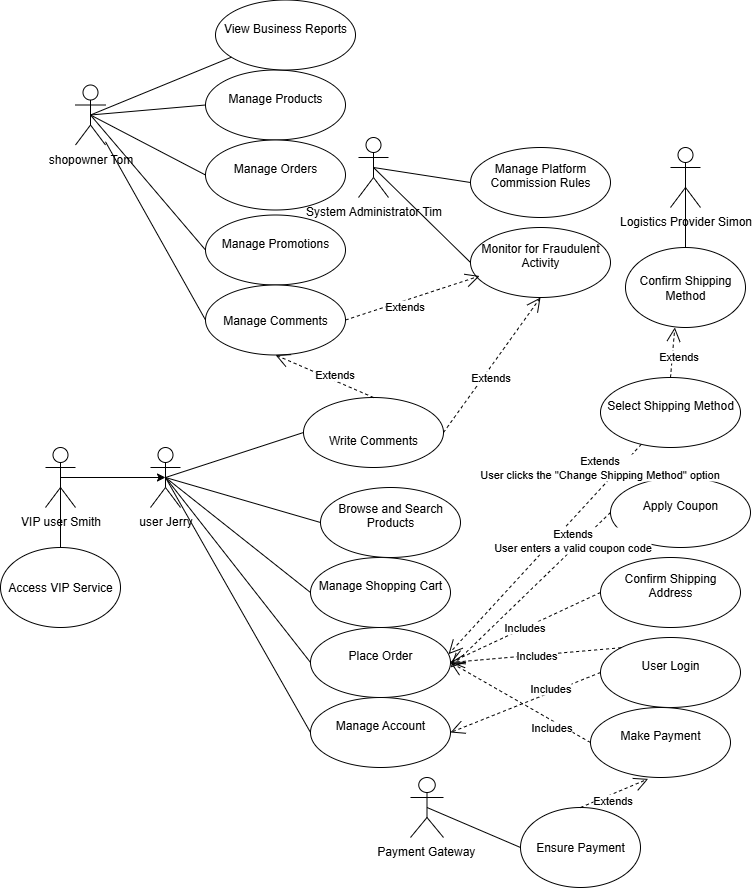 View Business Reports
Manage Products
shopowner Tom
Manage Orders
Manage Platform
Commission Rules
System Administrator Tim
Logistics Provider Simon
Manage Promotions
Monitor for Fraudulent
Activity
Confirm Shipping
Method
Extends
Manage Comments
Extends
Extends
Extends
Select Shipping Method
Write Comments
Extends
User clicks the "Change Shipping Method" option
Browse and Search
Products
Apply Coupon
VIP user Smith
user Jerry
Extends
User enters a valid coupon code
Access VIP Service
Manage Shopping Cart
Confirm Shipping
Address
Includes
Place Order
Includes
User Login
Includes
Manage Account
Includes
Make Payment
Extends
Payment Gateway
Ensure Payment